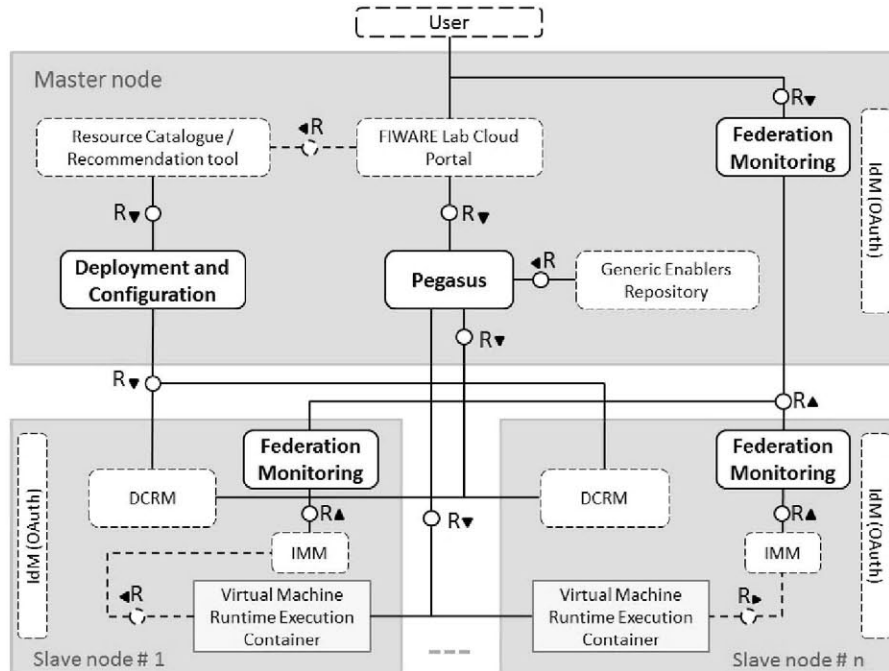 User
Master node
R
Resource Catalogue /
Recommendation tool
R
FIWARE Lab Cloud
Portal
Federation
Monitoring
IdM (OAuth)
R
R
Deployment and
Configuration
Pegasus
R
Generic Enablers
Repository
R
R
R
IdM (OAuth)
Federation
Monitoring
Federation
Monitoring
IdM (OAuth)
DCRM
DCRM
R
R
R
IMM
IMM
R
Virtual Machine
Runtime Execution
Container
Virtual Machine
Runtime Execution
Container
R
Slave node # 1
Slave node # n